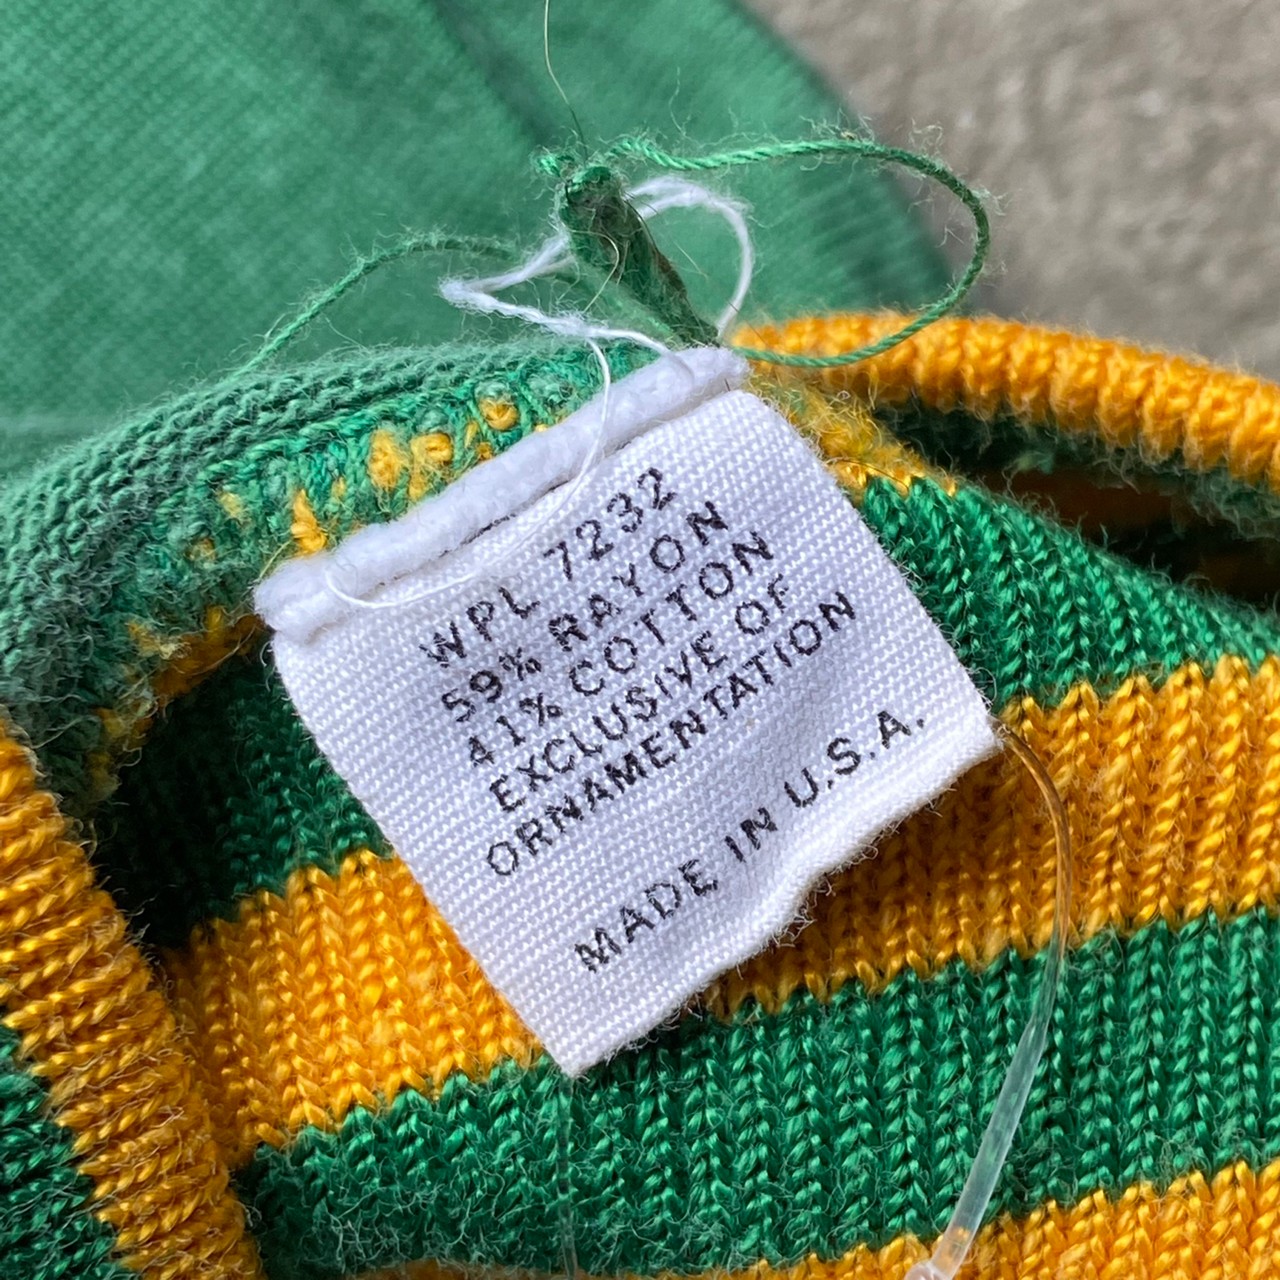 WPL 7232
59% RAYON
41% COTTON
EXCLUSIVE OF
ORNAMENTATION
MADE IN U.S.A.